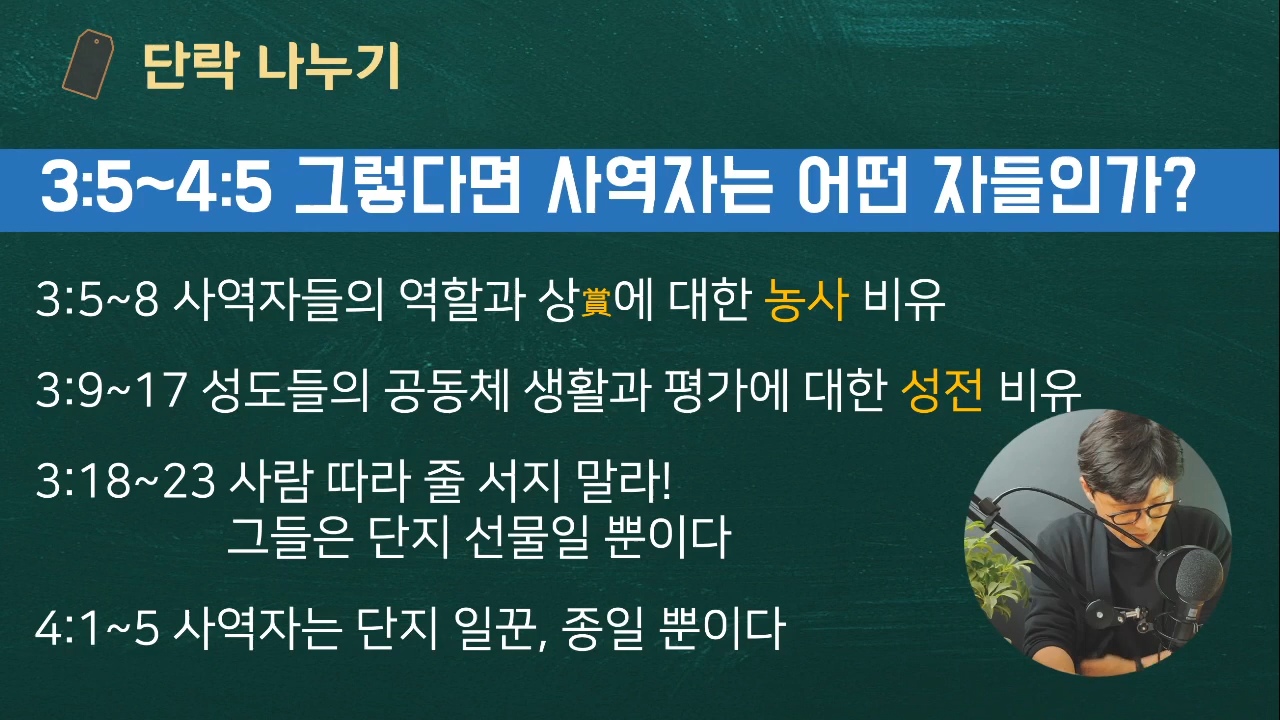 단락 나누기
3:5~4:5 그렇다면 사역자는 어떤 자들인가?
3:5~8 사역자들의 역할과 상賞에 대한 농사 비유
3:9~17 성도들의 공동체 생활과 평가에 대한 성전 비유
3:18~23 사람 따라 줄 서지 말라!
그들은 단지 선물일 뿐이다
4:1~5 사역자는 단지 일꾼, 종일 뿐이다